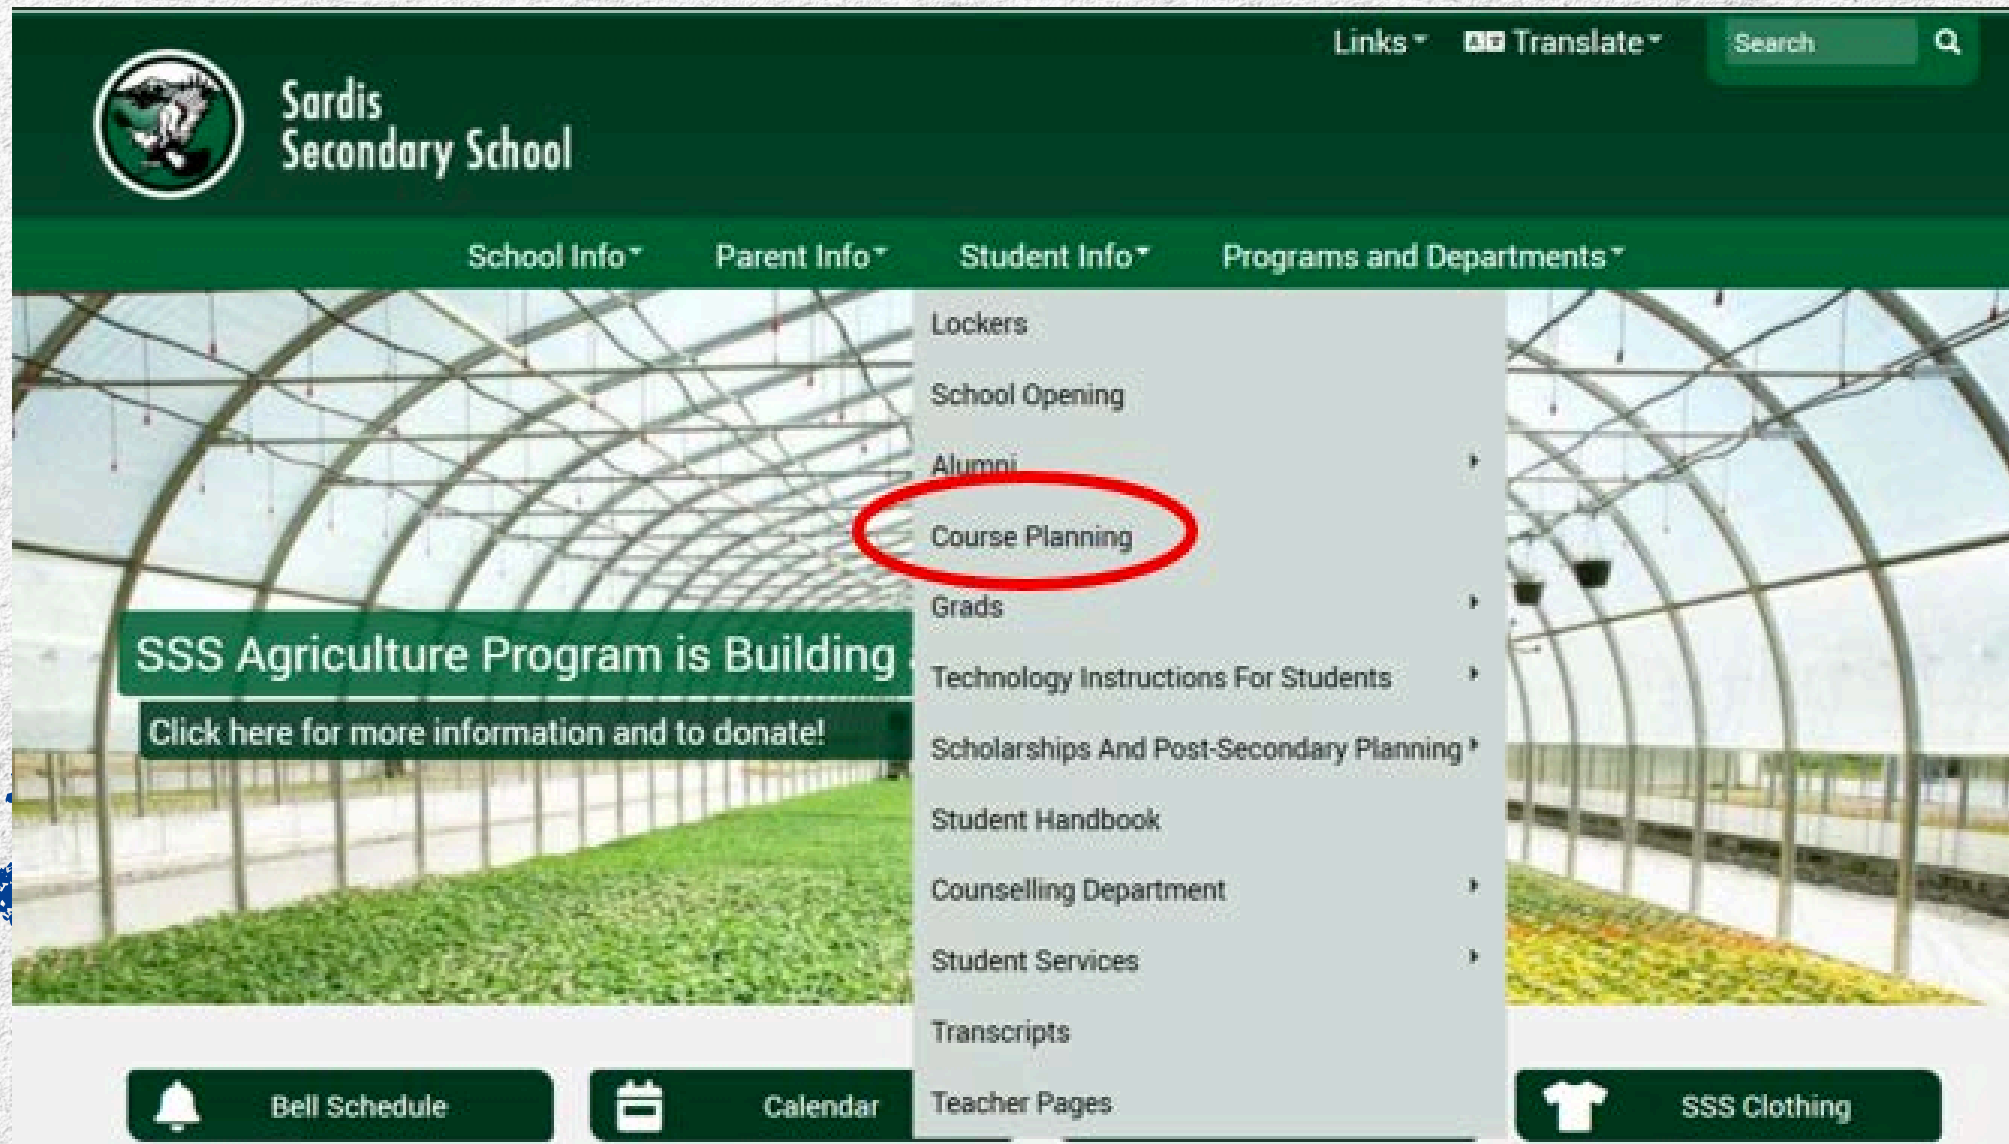 Links
Translate
Search
Sardis
Secondary School
School Info
Parent Info
Student Info
Programs and Departments
Lockers
School Opening
Alumni
Course Planning
Grads
Technology Instructions For Students
Scholarships And Post-Secondary Planning
Student Handbook
Counselling Department
Student Services
Transcripts
Teacher Pages
SSS Agriculture Program is Building
Click here for more information and to donate!
Bell Schedule
Calendar
SSS Clothing